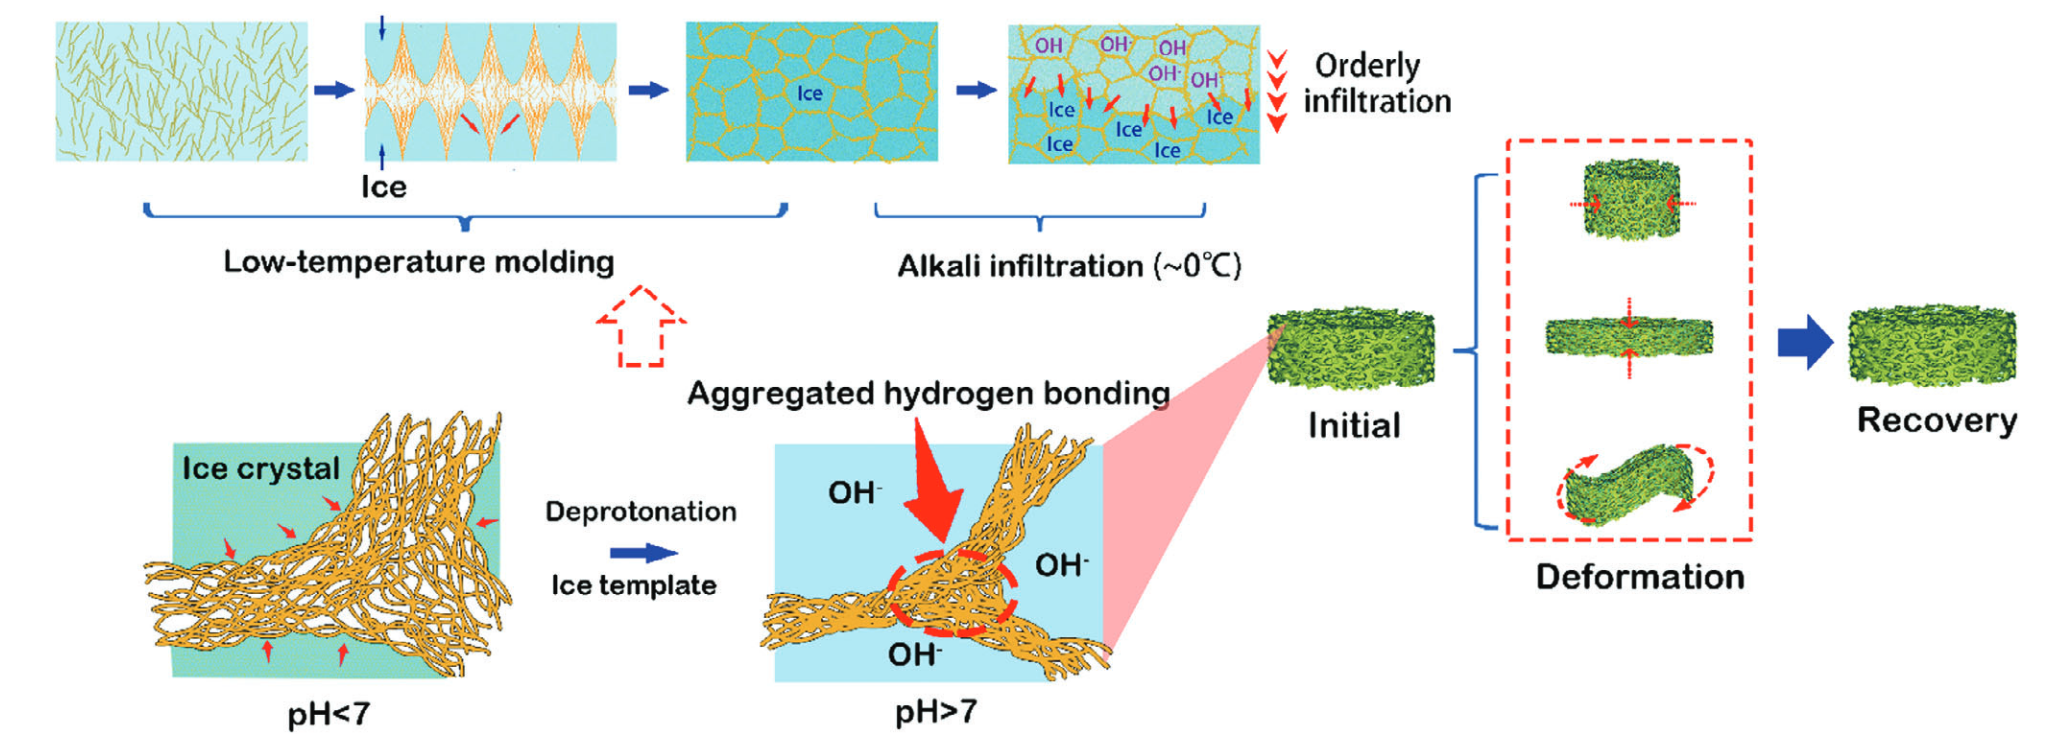 Ice
Ice
OH
OH-
OH
OH-
OH-
Ice
Ice
Ice
Ice
Ice
Orderly
infiltration
Low-temperature molding
Alkali infiltration (~0℃)
Ice crystal
pH<7
Deprotonation
Ice template
Aggregated hydrogen bonding
OH-
OH-
OH-
pH>7
Initial
Deformation
Recovery